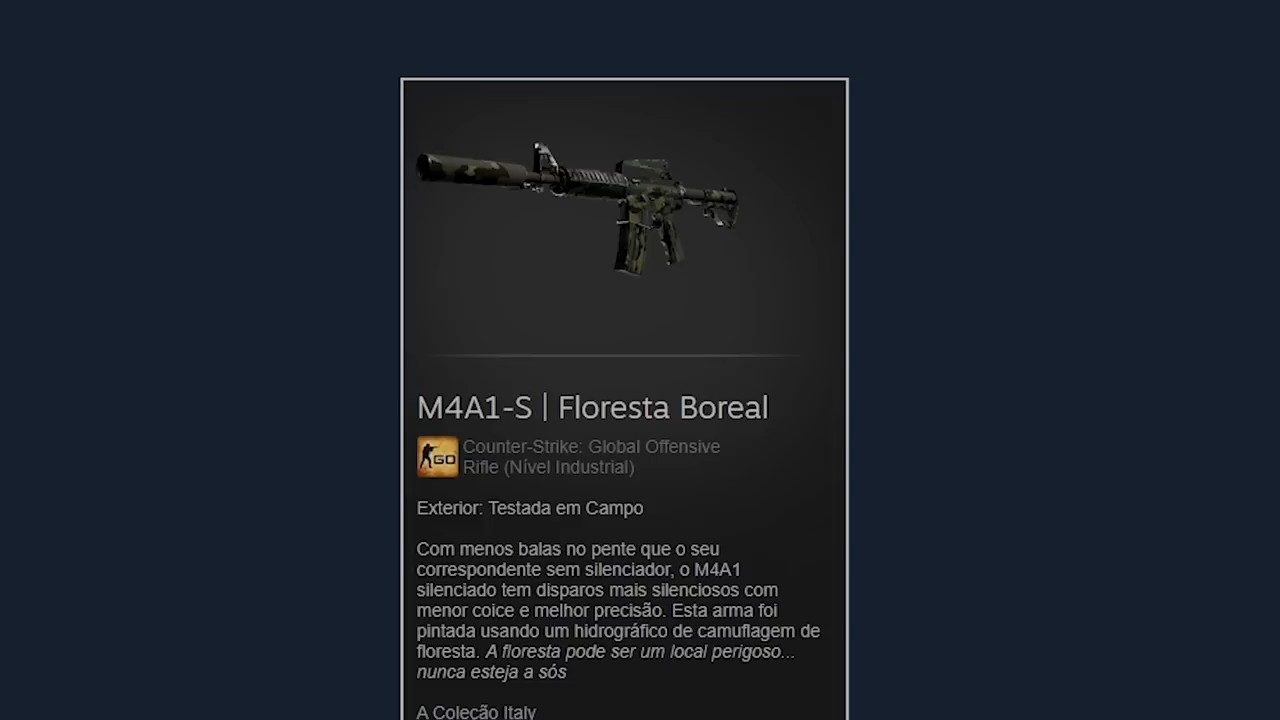 M4A1-S | Floresta Boreal
GO
Counter-Strike: Global Offensive
Rifle (Nível Industrial)
Exterior: Testada em Campo
Com menos balas no pente que o seu
correspondente sem silenciador, o M4A1
silenciado tem disparos mais silenciosos com
menor coice e melhor precisão. Esta arma foi
pintada usando um hidrográfico de camuflagem de
floresta. A floresta pode ser um local perigoso...
nunca esteja a sós
A Coleção Italy